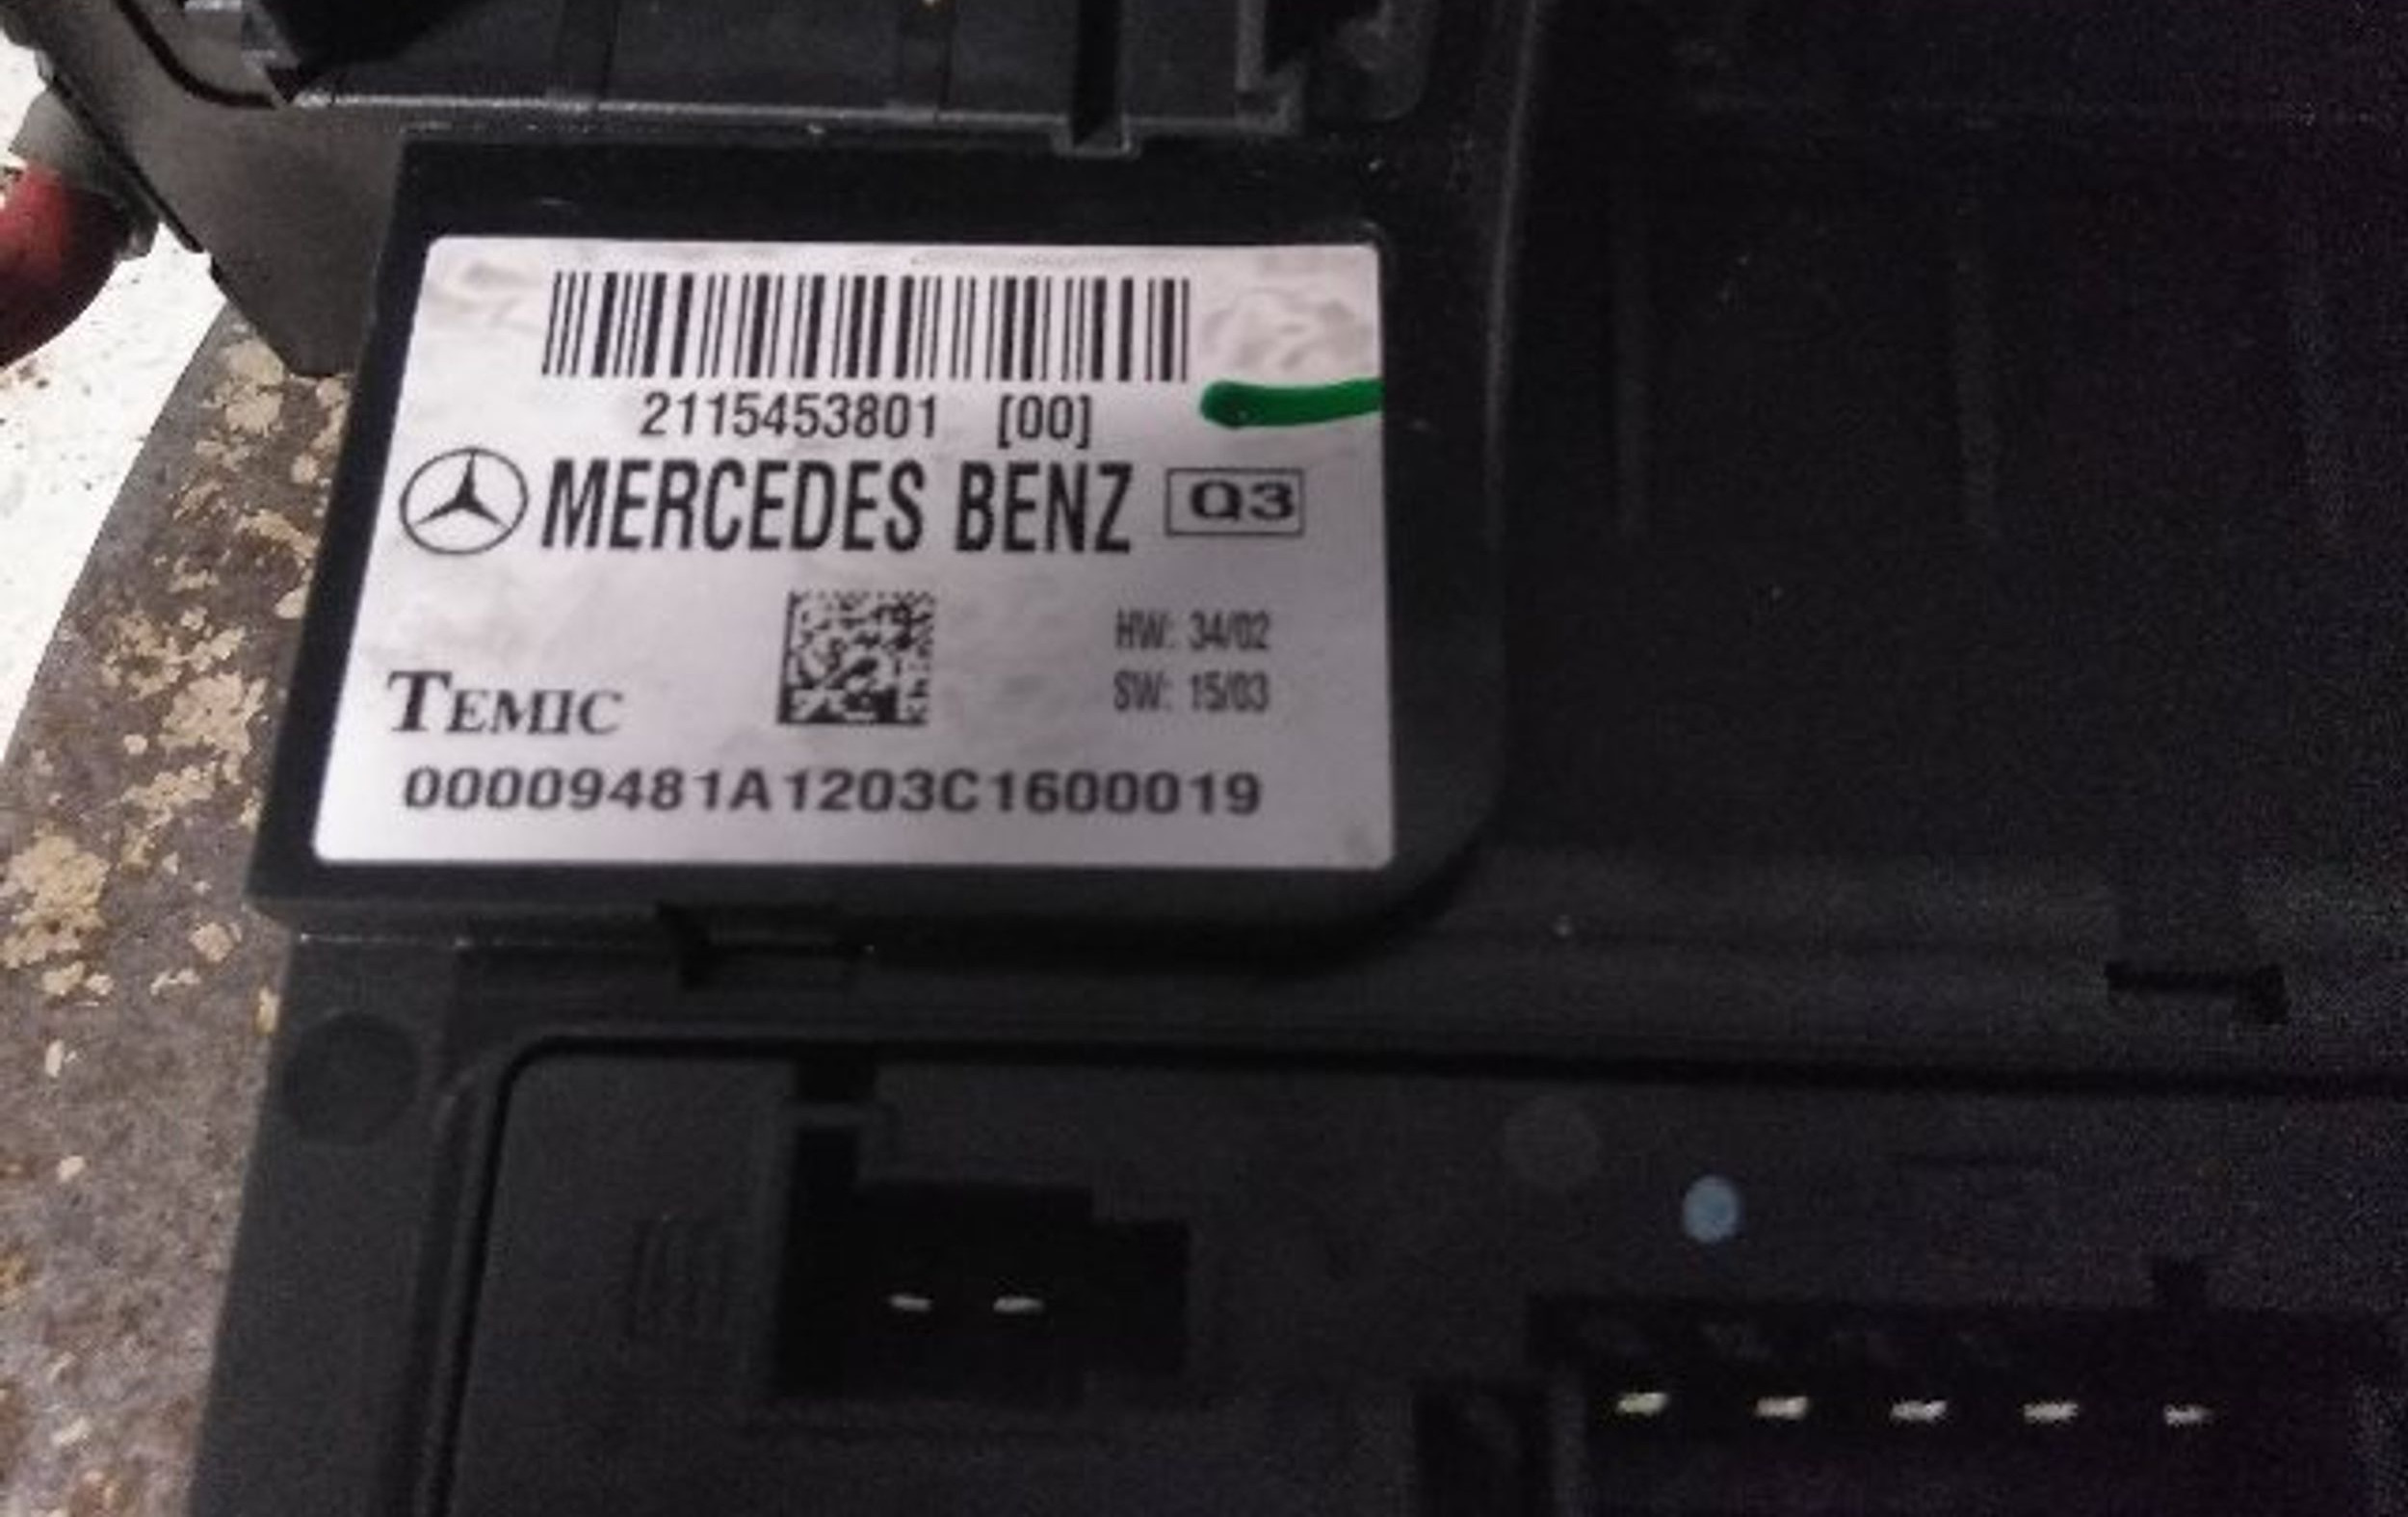 2115453801 [00]
MERCEDES BENZ Q3
HW: 34/02
SW: 15/03
TEMIC
00009481A1203C1600019